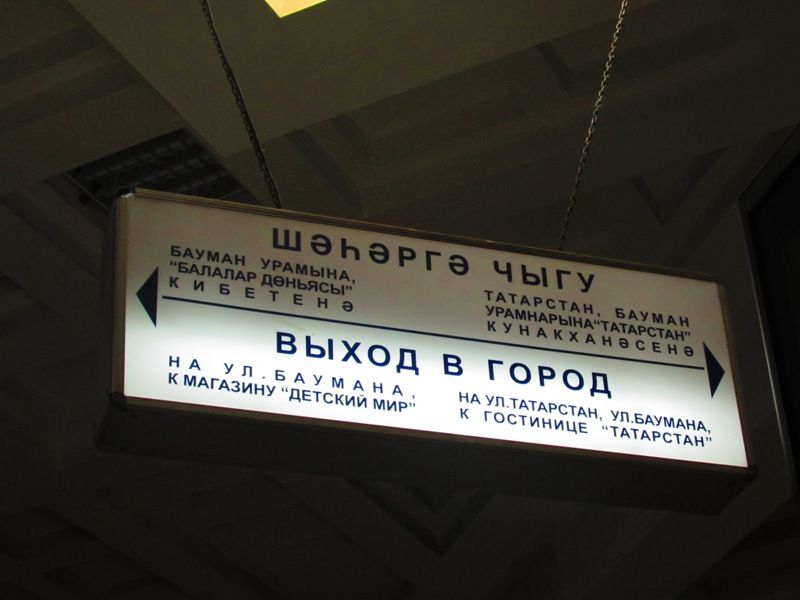 ШӘҺӘРГӘ ЧЫГУ
БАУМАН УРАМЫНА,
"БАЛАЛАР ДӨНЬЯСЫ"
КИБЕТЕНӘ
ТАТАРСТАН, БАУМАН
УРАМНАРЫНА "ТАТАРСТАН"
КУНАКХАНӘСЕНӘ
ВЫХОД В ГОРОД
НА УЛ.БАУМАНА,
К МАГАЗИНУ "ДЕТСКИЙ МИР"
НА УЛ.ТАТАРСТАН, УЛ.БАУМАНА,
К ГОСТИНИЦЕ "ТАТАРСТАН"